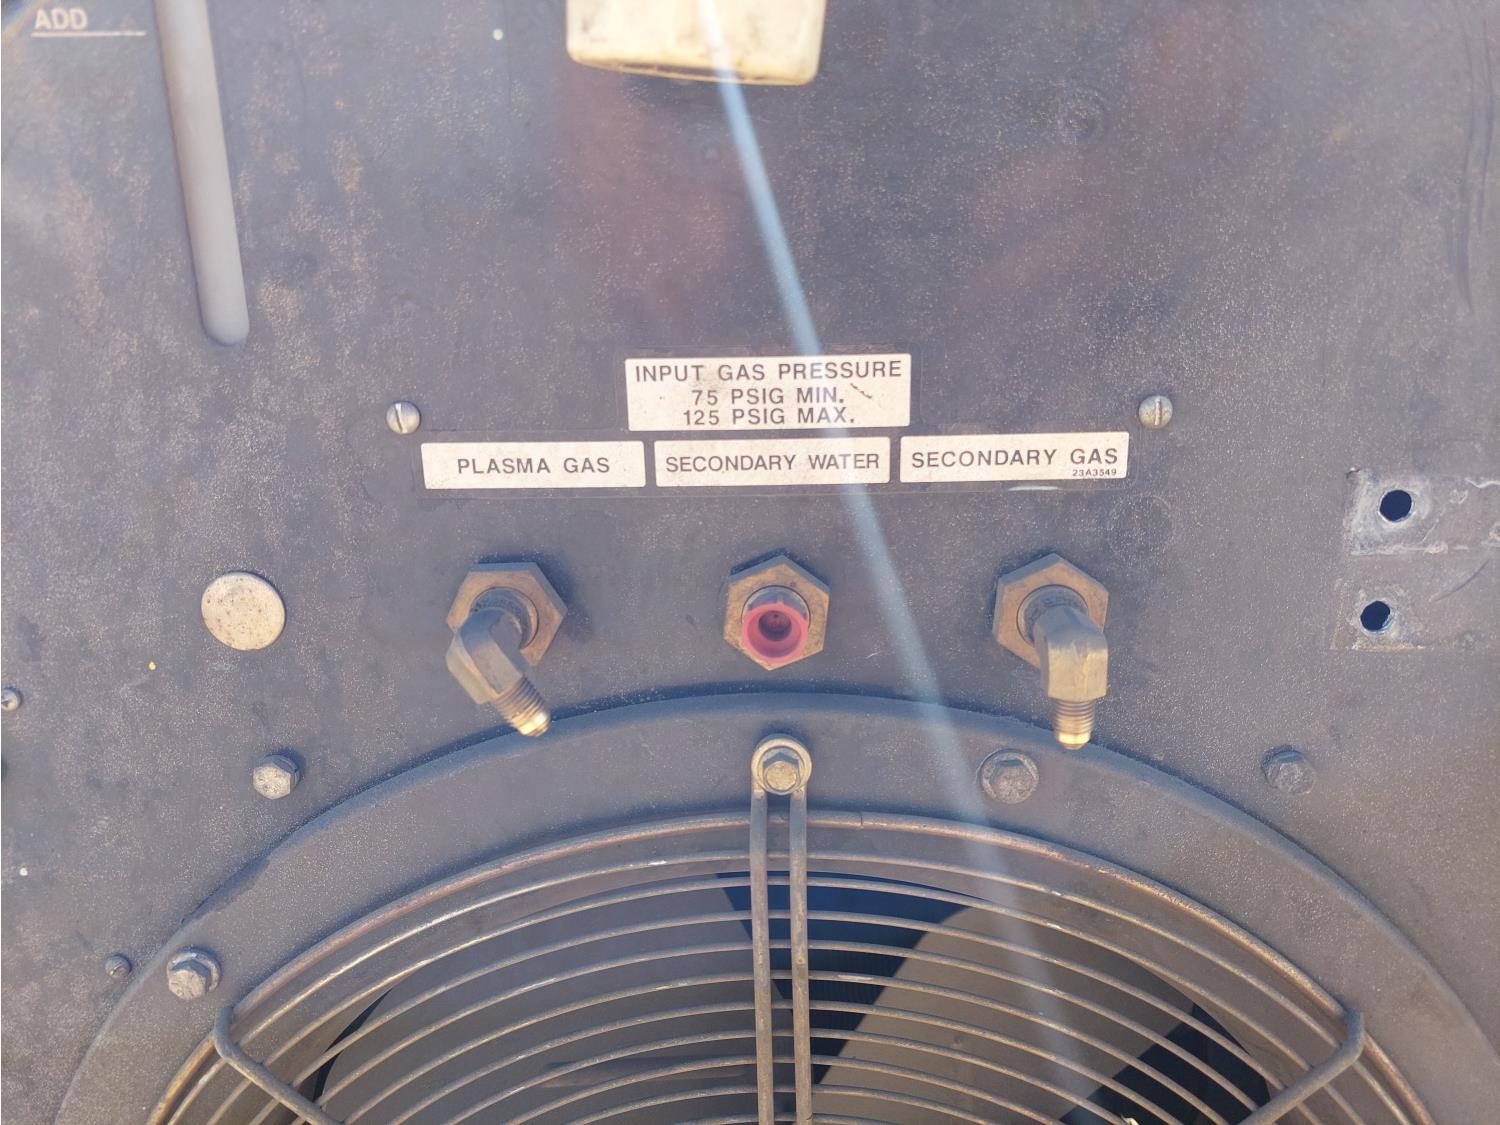 ADD
INPUT GAS PRESSURE
75 PSIG MIN.
125 PSIG MAX.
PLASMA GAS
SECONDARY WATER
SECONDARY GAS
23A3549